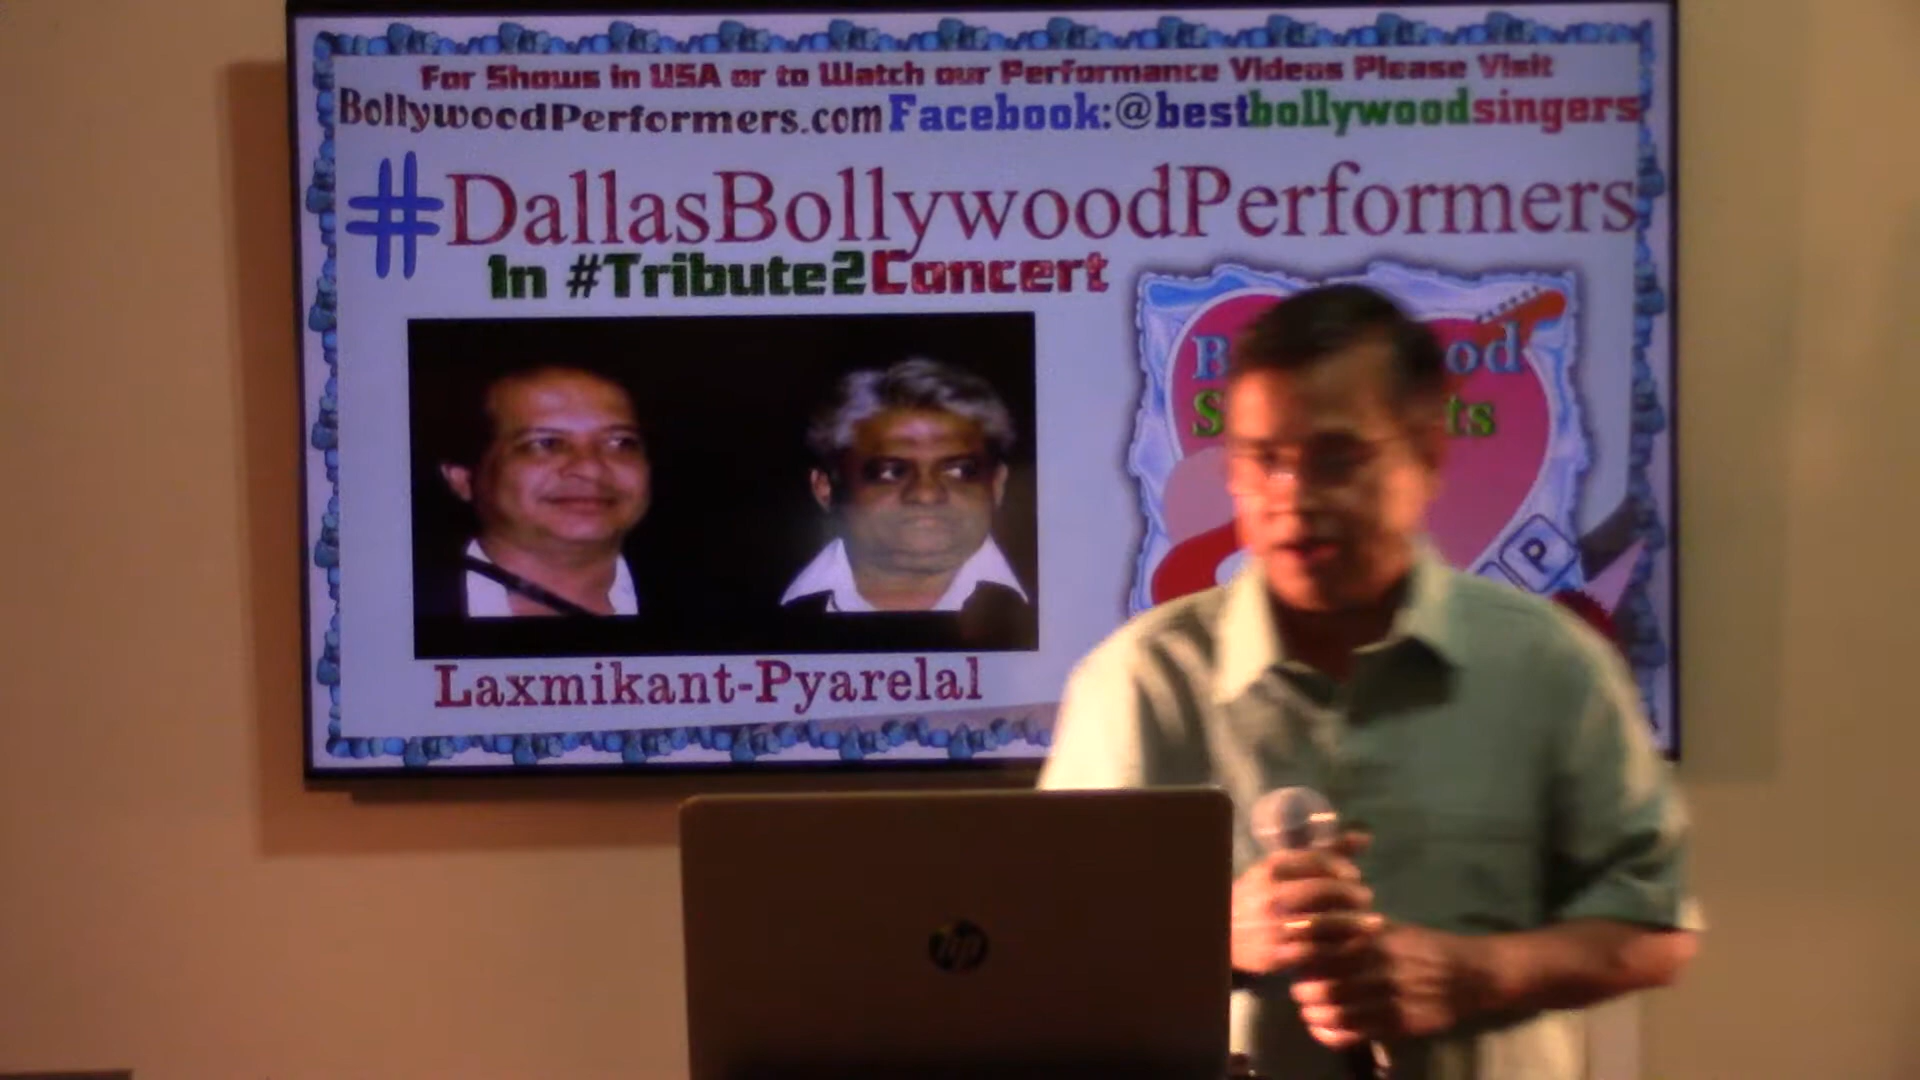 For Shows in USA or to Watch our Performance Videos Please Visit
BollywoodPerformers.com Facebook:@bestbollywoodsingers
#DallasBollywoodPerformers
In #Tribute2Concert
Laxmikant-Pyarelal
P
hp